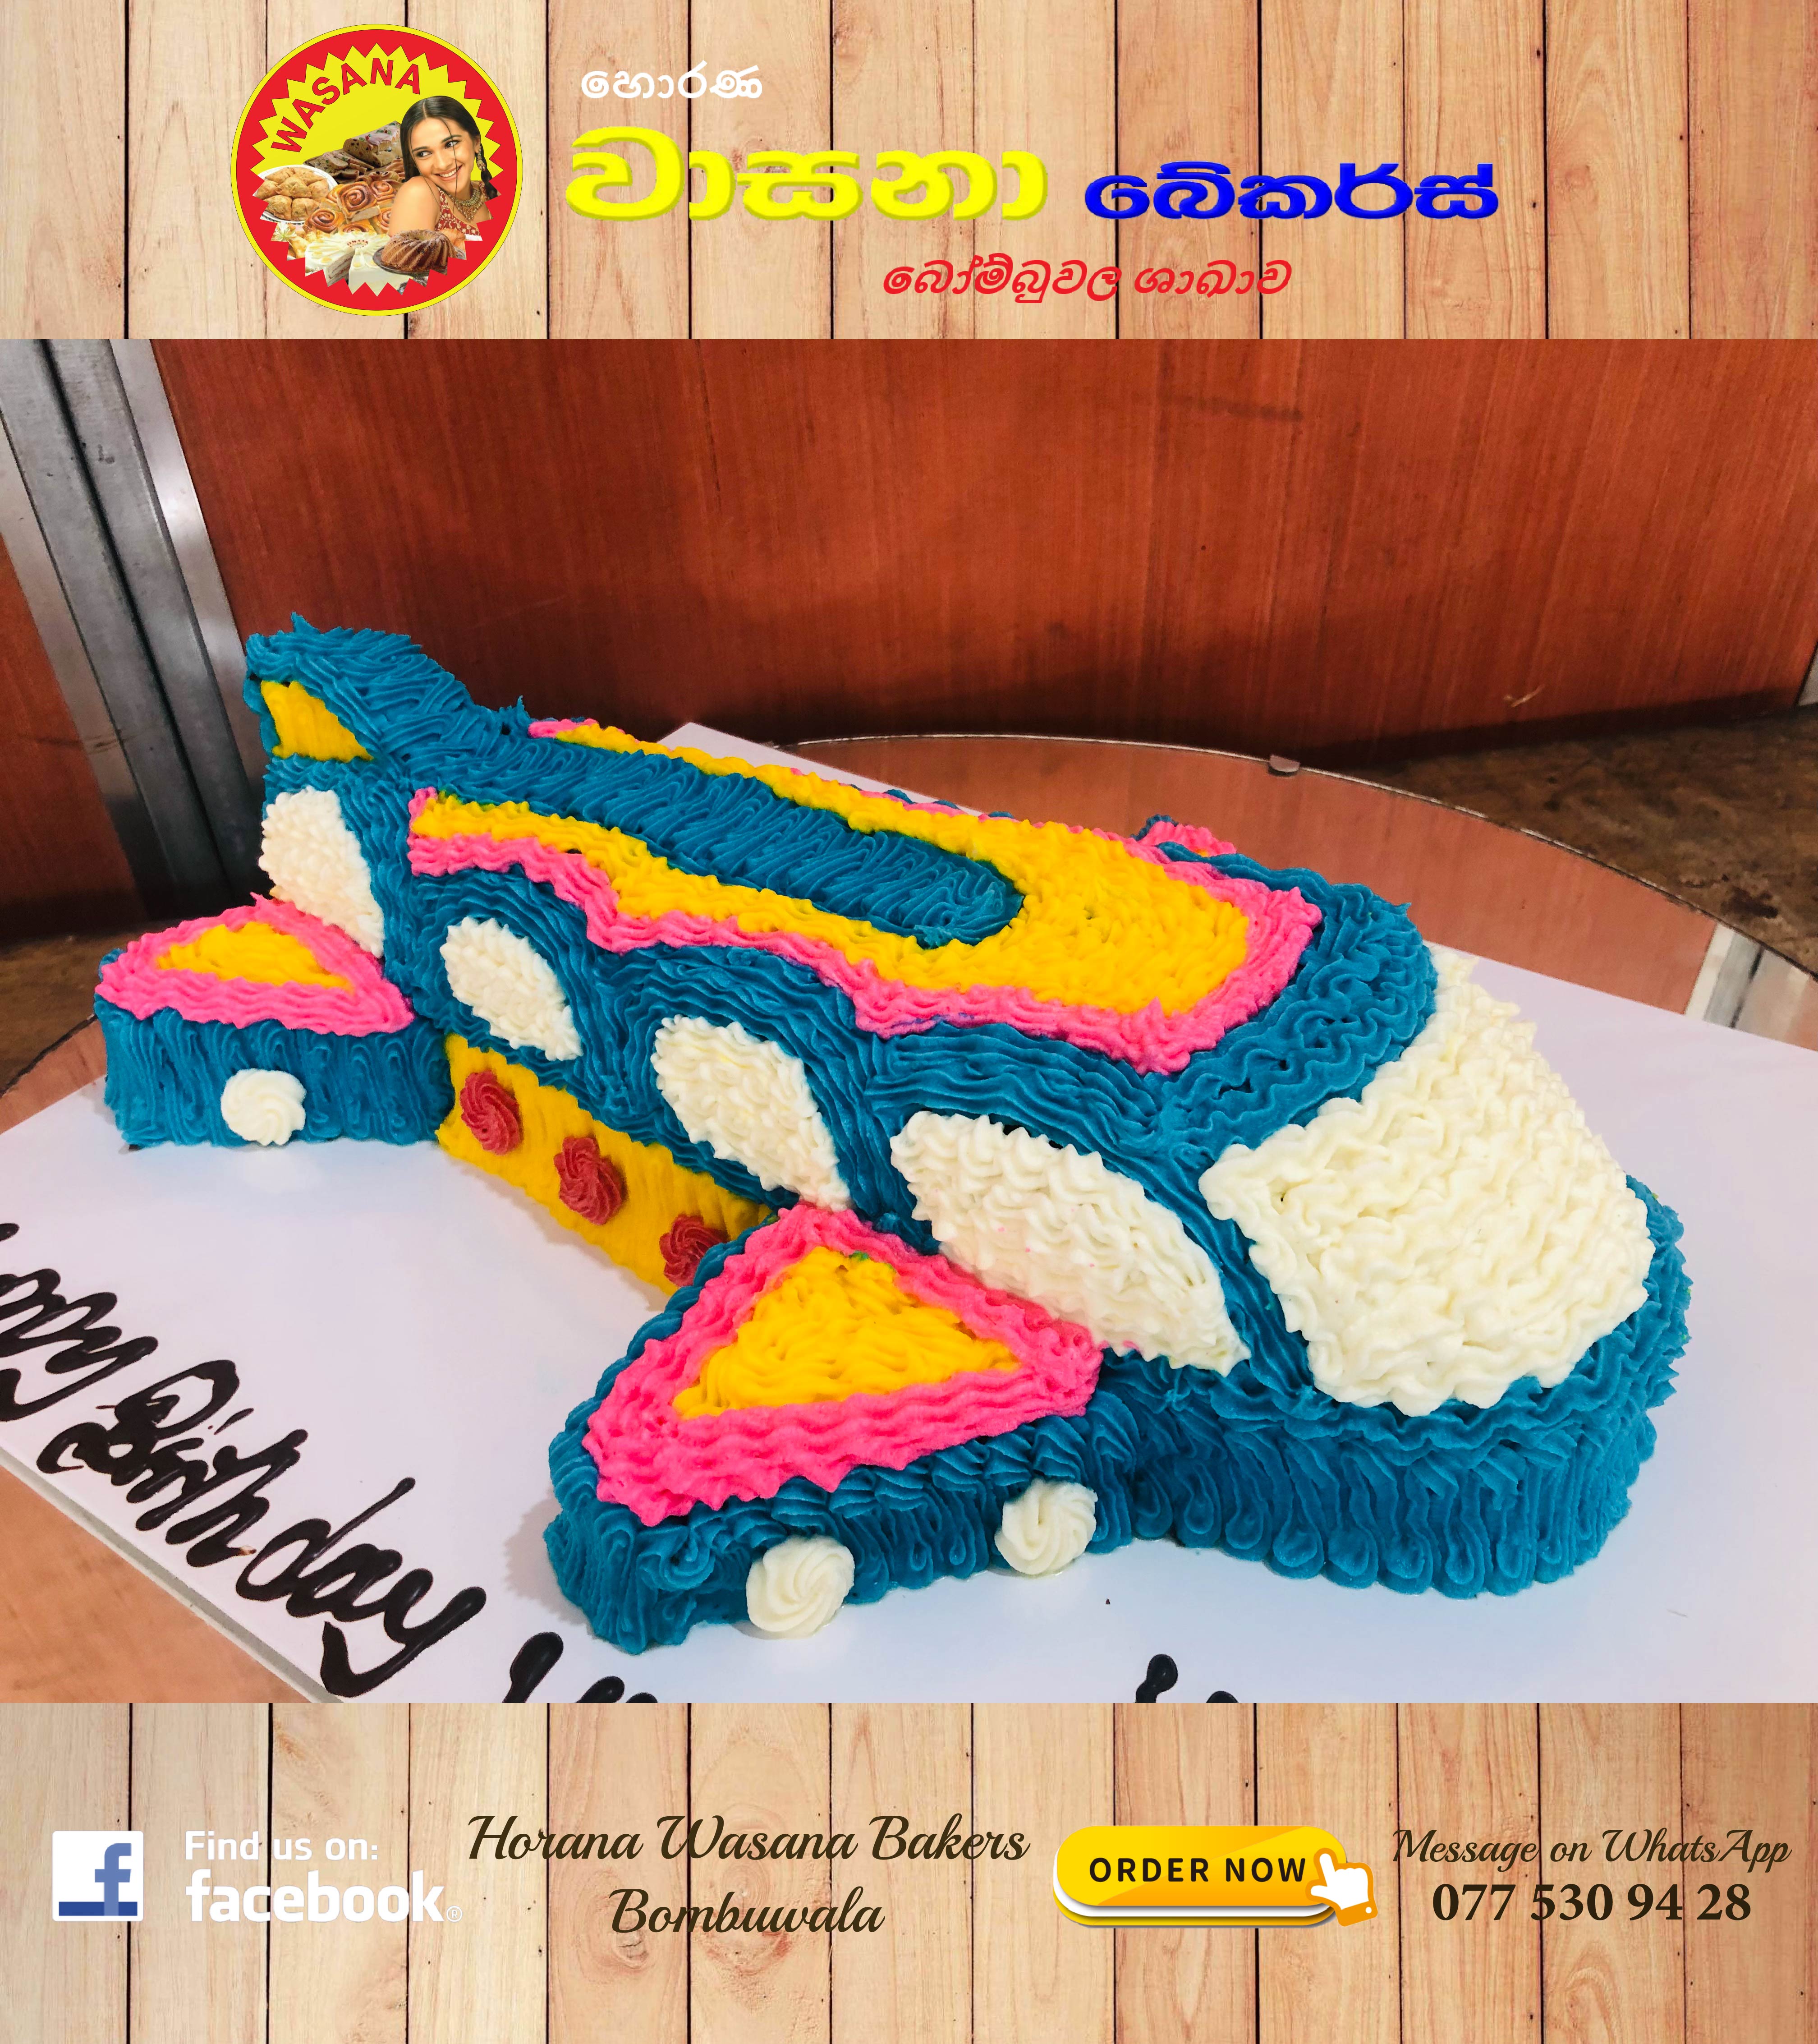 WASANA
හොරණ
වාසනා බේකර්ස්
බෝම්බුවල ශාඛාව
Birthday
Find us on:
facebook®
Horana Wasana Bakers
Bombuwala
ORDER NOW
Message on WhatsApp
077 530 94 28